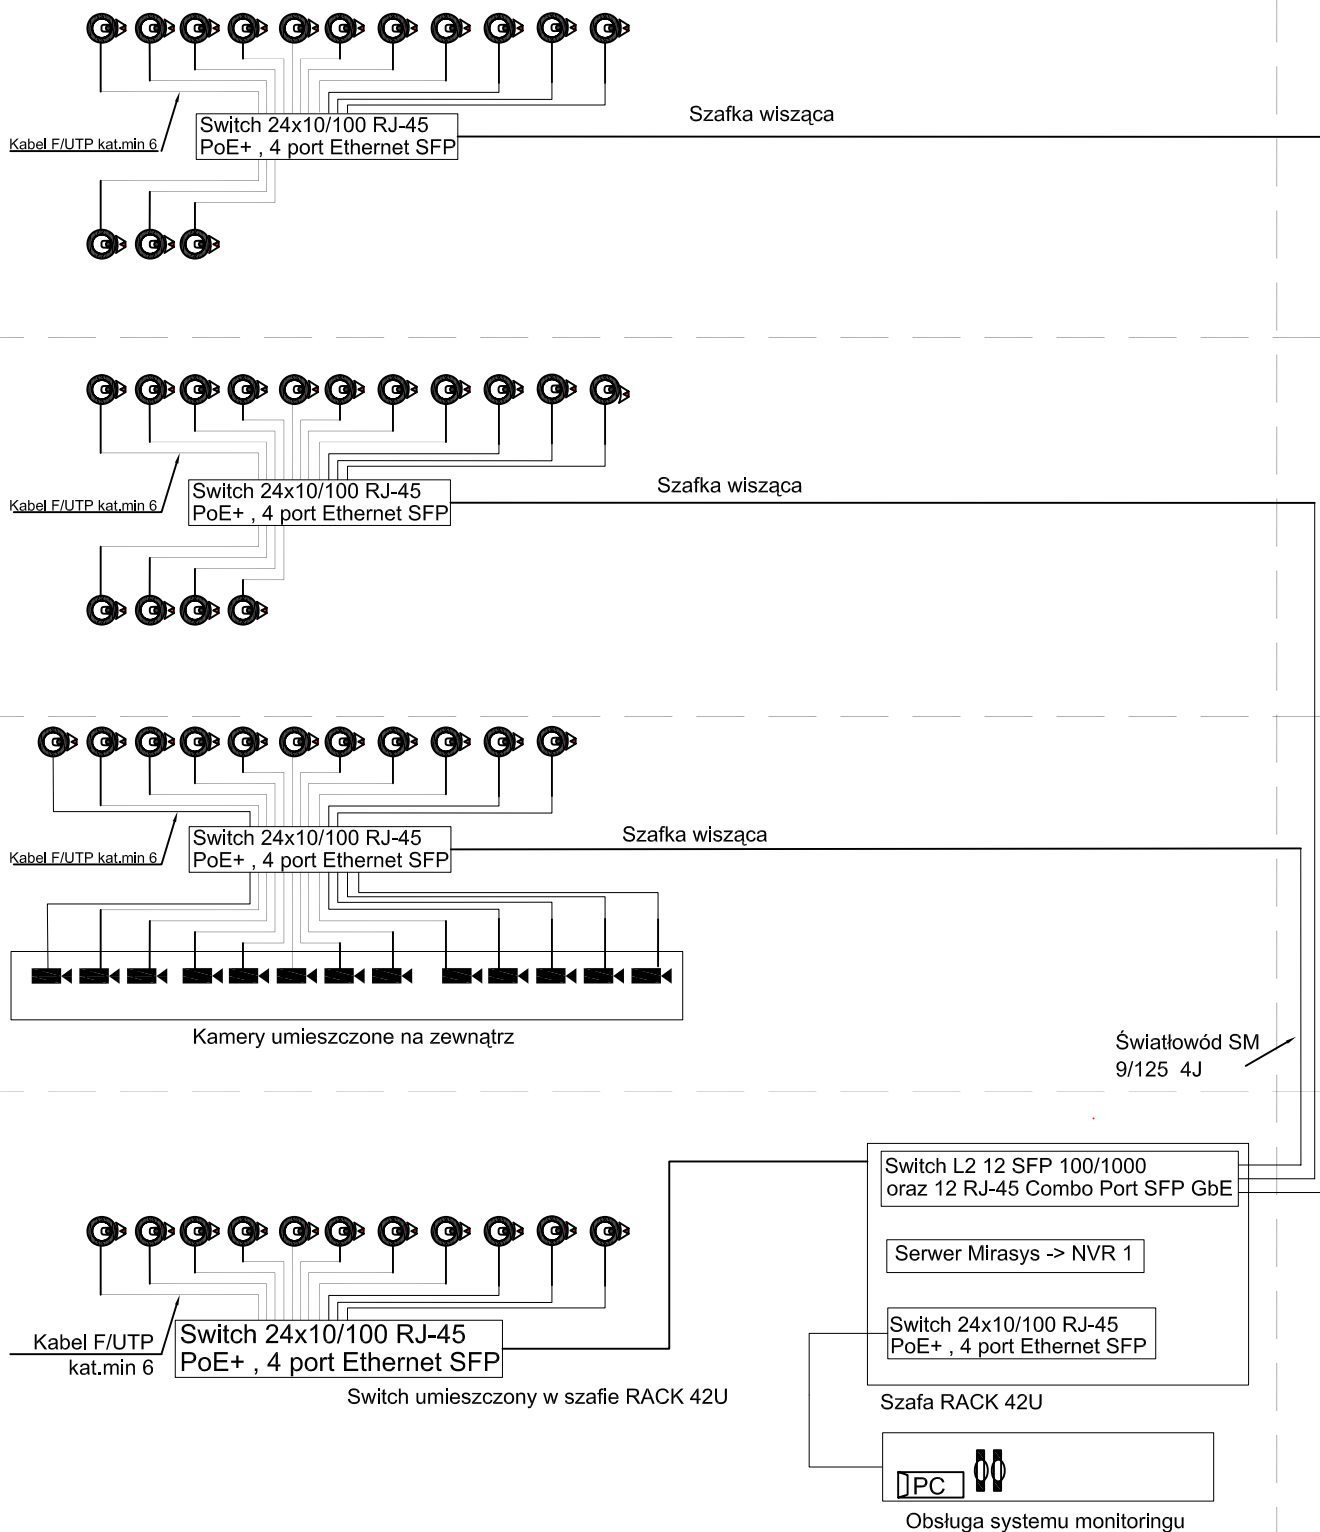 Szafka wisząca
Switch 24x10/100 RJ-45
PoE+ , 4 port Ethernet SFP
Kabel F/UTP kat.min 6
Szafka wisząca
Switch 24x10/100 RJ-45
PoE+ , 4 port Ethernet SFP
Kabel F/UTP kat.min 6
Szafka wisząca
Switch 24x10/100 RJ-45
PoE+ , 4 port Ethernet SFP
Kabel F/UTP kat.min 6
Kamery umieszczone na zewnątrz
Światłowód SM
9/125 4J
Switch L2 12 SFP 100/1000
oraz 12 RJ-45 Combo Port SFP GbE
Serwer Mirasys -> NVR 1
Switch 24x10/100 RJ-45
PoE+ , 4 port Ethernet SFP
Kabel F/UTP
kat.min 6
Switch 24x10/100 RJ-45
PoE+ , 4 port Ethernet SFP
Switch umieszczony w szafie RACK 42U
Szafa RACK 42U
PC
Obsługa systemu monitoringu